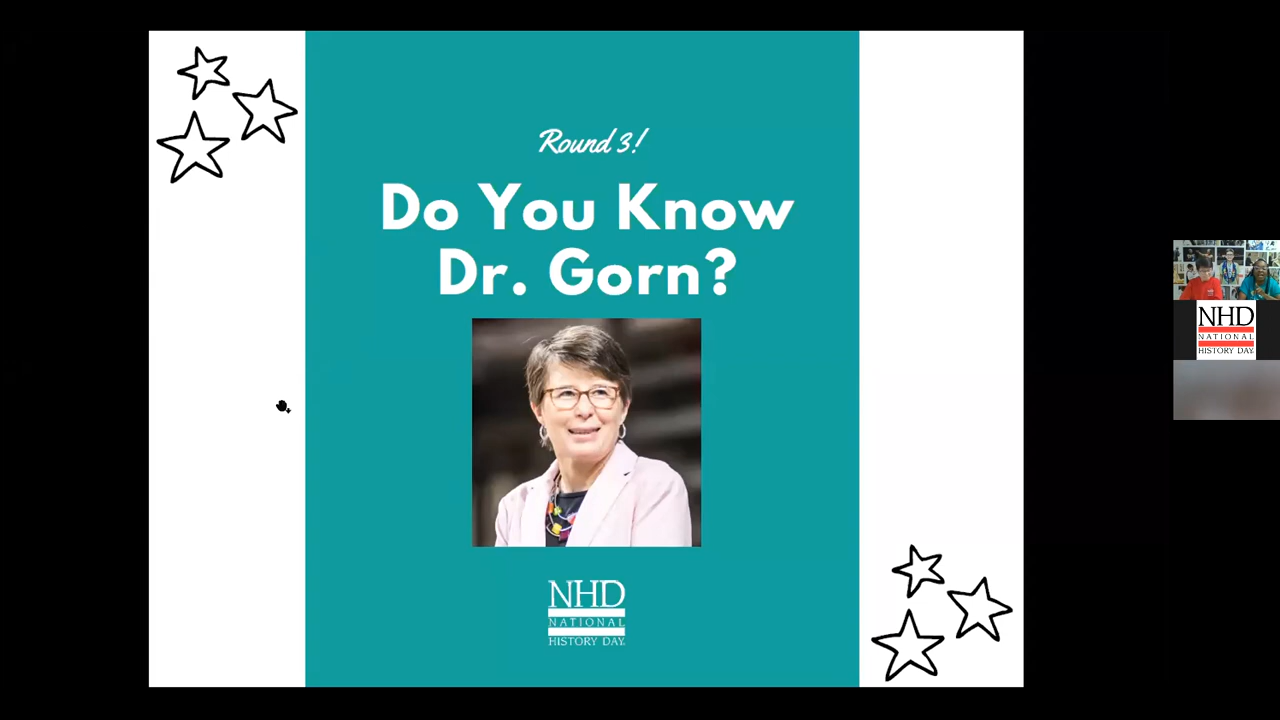 Round 3!
Do You Know
Dr. Gorn?
NHD
NATIONAL
HISTORY DAY
NHD
NATIONAL
HISTORY DAY